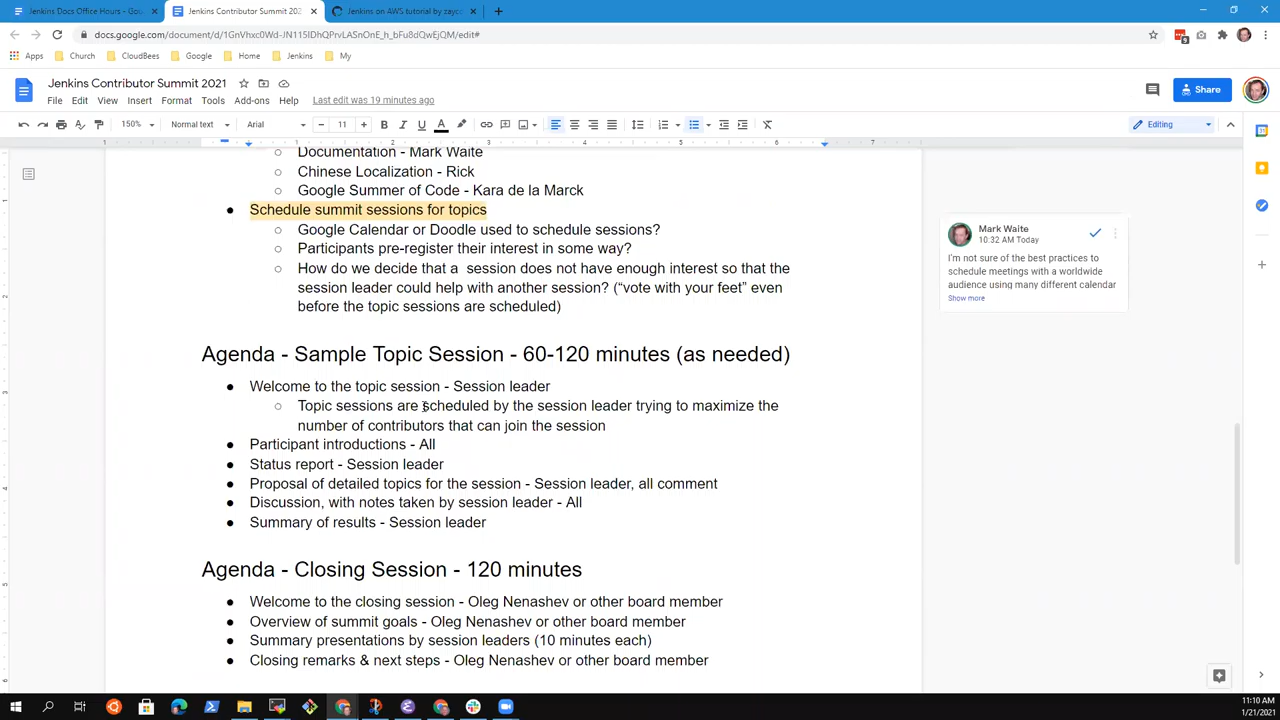 Jenkins Docs Office Hours - Goo
Jenkins Contributor Summit 202
Jenkins on AWS tutorial by zayc
docs.google.com/document/d/1GnVhxc0Wd-JN115IDhQPrvLASnOnE_h_bFu8dQwEjQM/edit#
Apps
Church
CloudBees
Google
Home
Jenkins
My
Jenkins Contributor Summit 2021
File Edit View Insert Format Tools Add-ons Help Last edit was 19 minutes ago
Share
150% Normal text Arial 11 Editing
1 1 2 3 4 5 6 7
Documentation - Mark Waite
Chinese Localization - Rick
Google Summer of Code - Kara de la Marck
Schedule summit sessions for topics
Google Calendar or Doodle used to schedule sessions?
Participants pre-register their interest in some way?
How do we decide that a session does not have enough interest so that the
session leader could help with another session? (“vote with your feet” even
before the topic sessions are scheduled)
Mark Waite
10:32 AM Today
I'm not sure of the best practices to
schedule meetings with a worldwide
audience using many different calendar
Show more
Agenda - Sample Topic Session - 60-120 minutes (as needed)
Welcome to the topic session - Session leader
Topic sessions are scheduled by the session leader trying to maximize the
number of contributors that can join the session
Participant introductions - All
Status report - Session leader
Proposal of detailed topics for the session - Session leader, all comment
Discussion, with notes taken by session leader - All
Summary of results - Session leader
Agenda - Closing Session - 120 minutes
Welcome to the closing session - Oleg Nenashev or other board member
Overview of summit goals - Oleg Nenashev or other board member
Summary presentations by session leaders (10 minutes each)
Closing remarks & next steps - Oleg Nenashev or other board member
11:10 AM
1/21/2021